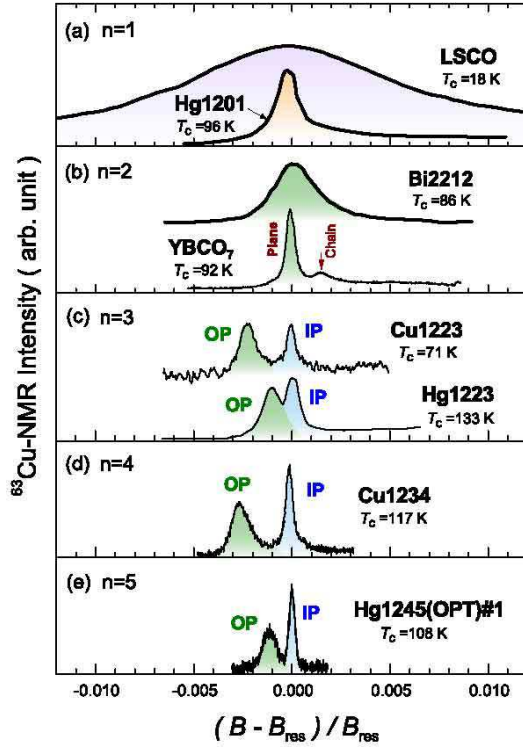 (a) n=1
LSCO
Tc=18 K
Hg1201
Tc=96 K
(b) n=2
Bi2212
Tc=86 K
Plane
Chain
YBCO7
Tc=92 K
(c) n=3
OP IP
Cu1223
Tc=71 K
OP IP
Hg1223
Tc=133 K
(d) n=4
OP IP
Cu1234
Tc=117 K
(e) n=5
OP IP
Hg1245(OPT)#1
Tc=108 K
63Cu-NMR Intensity ( arb. unit )
-0.010 -0.005 0.000 0.005 0.010
( B - Bres ) / Bres